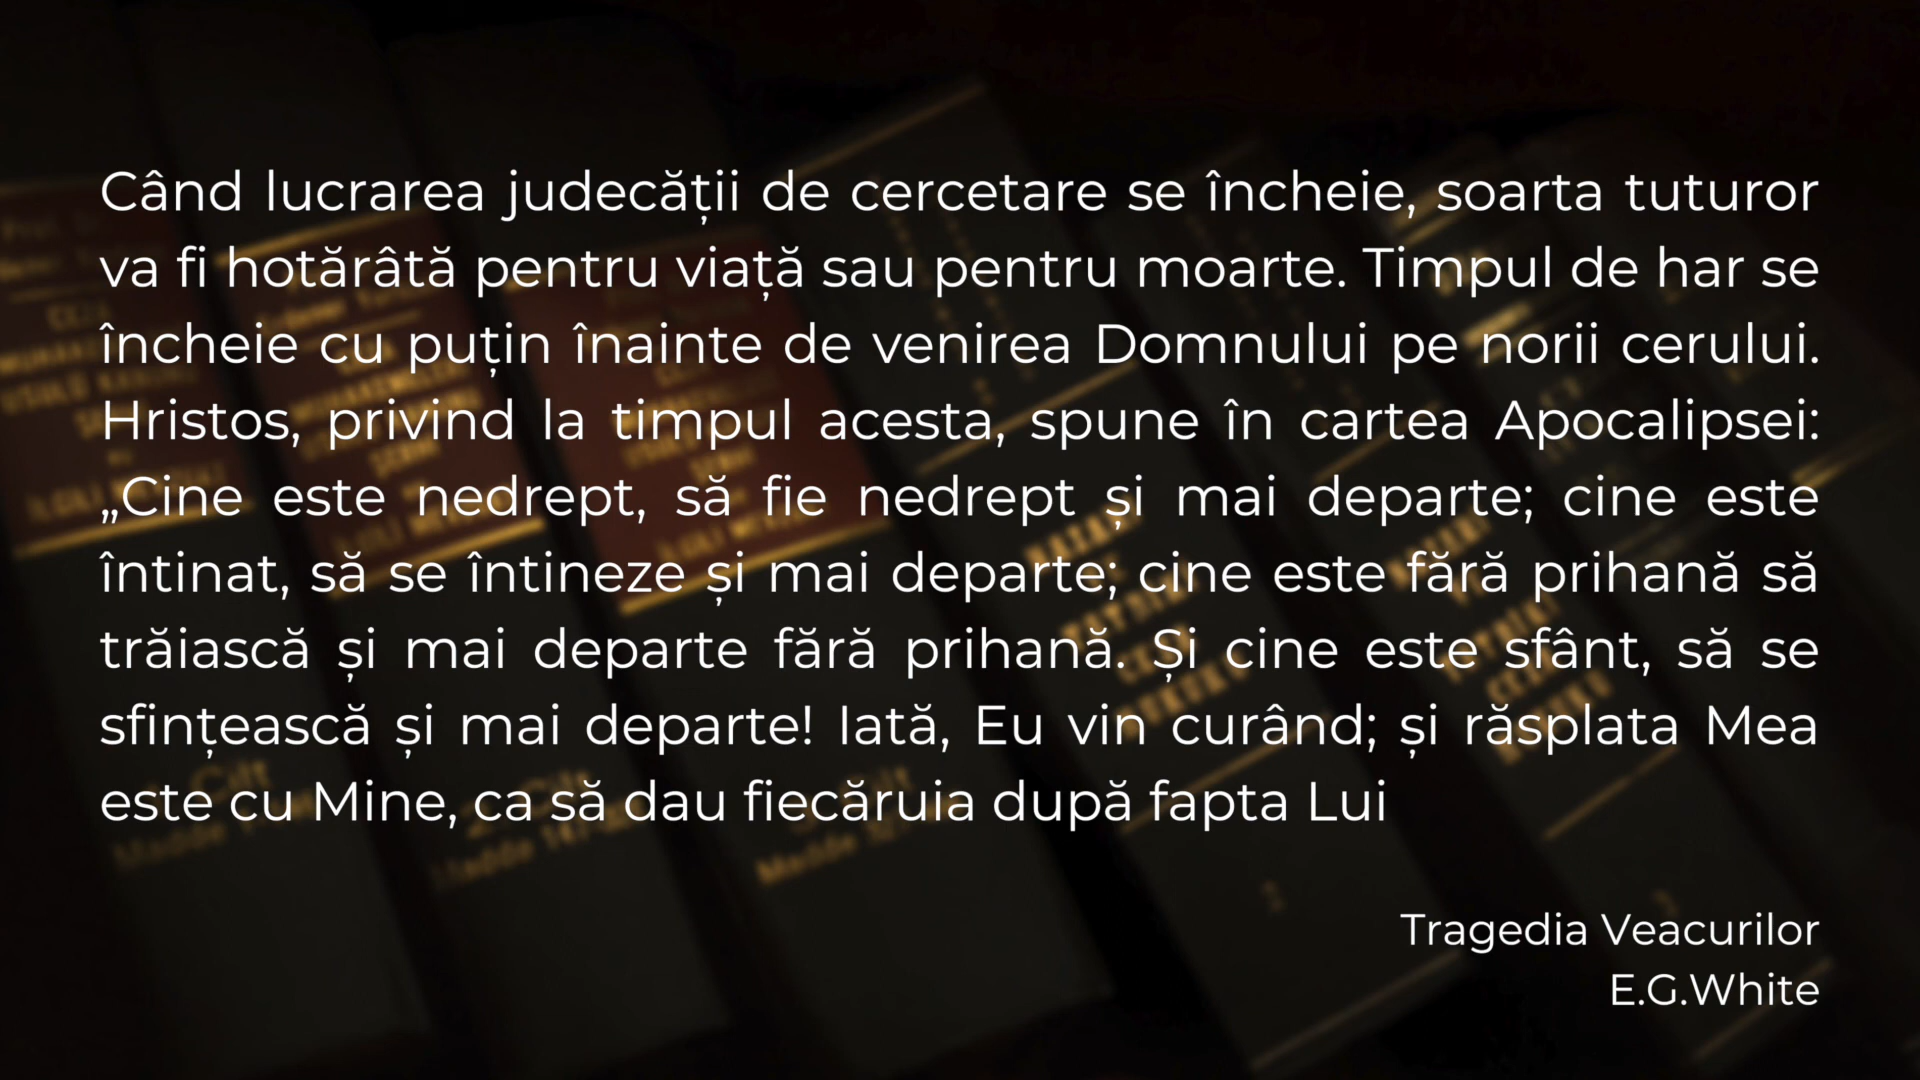 Când lucrarea judecății de cercetare se încheie, soarta tuturor
va fi hotărâtă pentru viață sau pentru moarte. Timpul de har se
încheie cu puțin înainte de venirea Domnului pe norii cerului.
Hristos, privind la timpul acesta, spune în cartea Apocalipsei:
„Cine este nedrept, să fie nedrept și mai departe; cine este
întinat, să se întineze și mai departe; cine este fără prihană să
trăiască și mai departe fără prihană. Și cine este sfânt, să se
sfințească și mai departe! Iată, Eu vin curând; și răsplata Mea
este cu Mine, ca să dau fiecăruia după fapta Lui
Tragedia Veacurilor
E.G.White